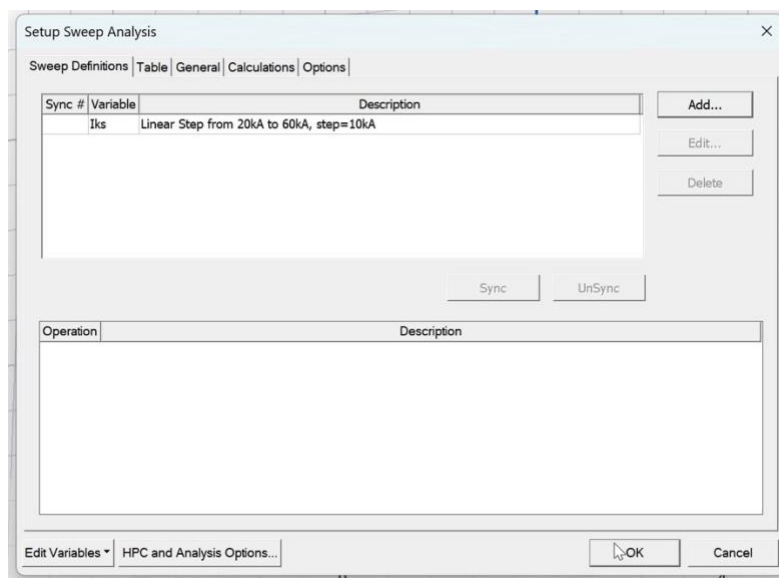 Setup Sweep Analysis
Sweep Definitions Table General Calculations Options
Sync # Variable Description
Iks Linear Step from 20kA to 60kA, step=10kA
Add...
Edit...
Delete
Sync UnSync
Operation Description
Edit Variables HPC and Analysis Options... OK Cancel